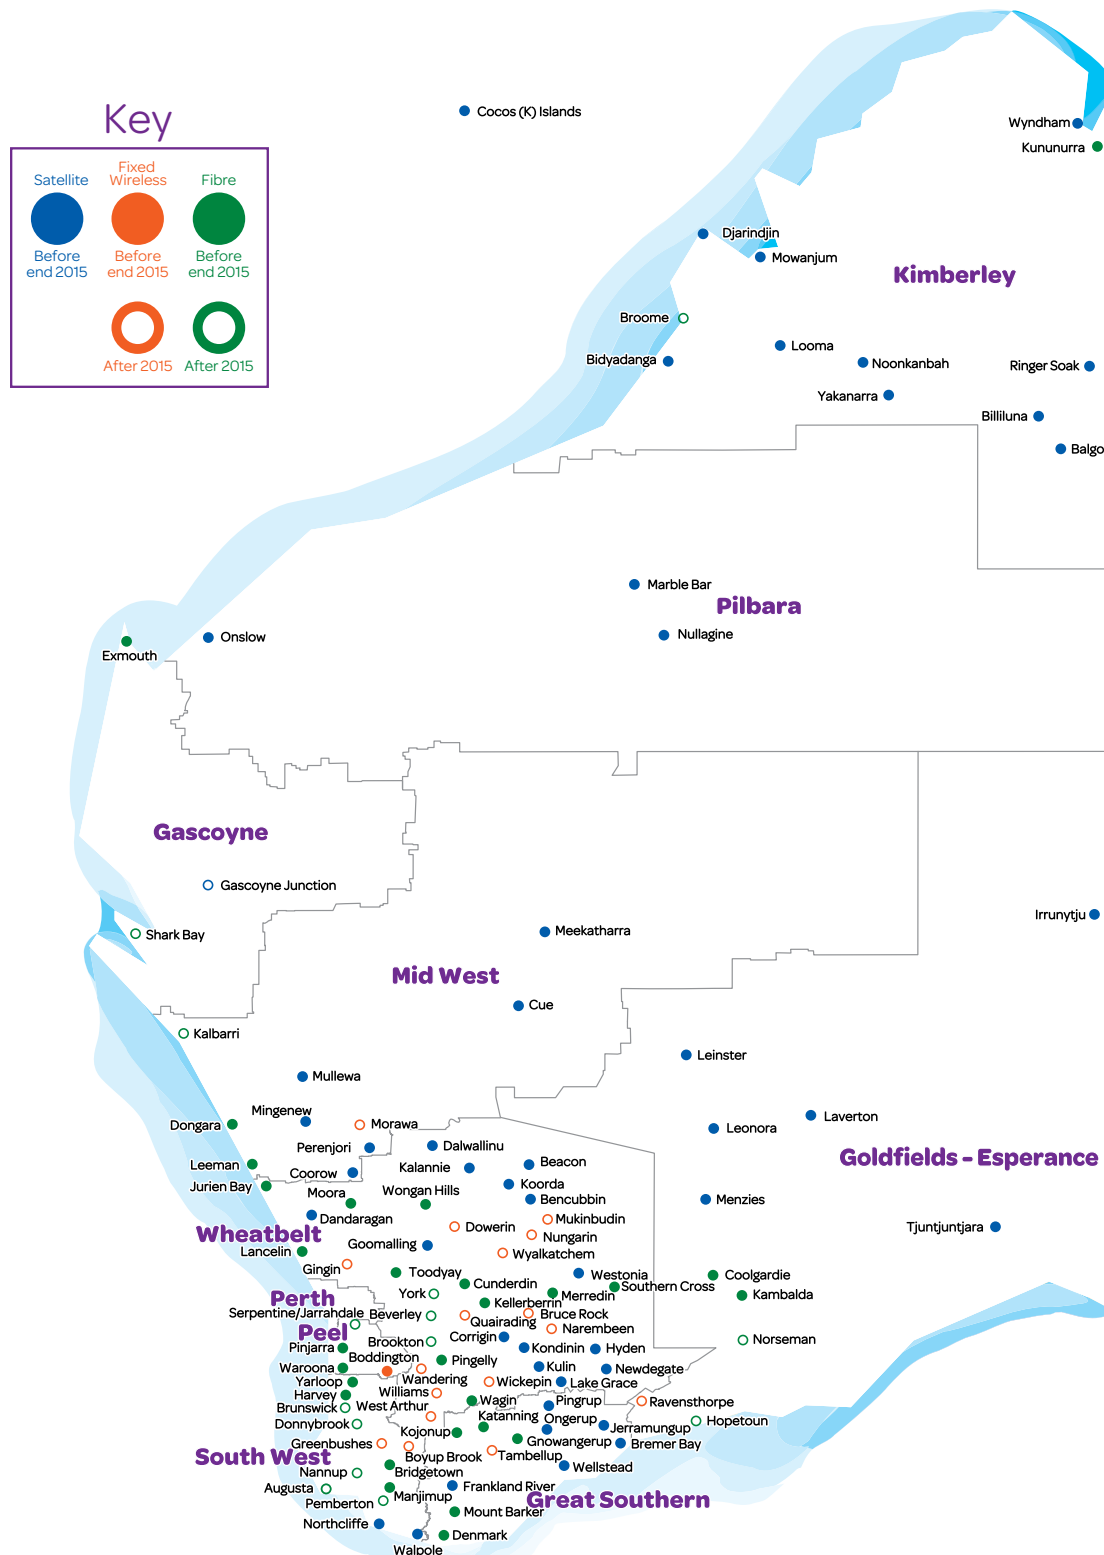 Key
Satellite
Fixed
Wireless
Fibre
Before
end 2015
Before
end 2015
Before
end 2015
After 2015
After 2015
Cocos (K) Islands
Wyndham
Kununurra
Djarindjin
Mowanjum
Kimberley
Broome
Looma
Bidyadanga
Noonkanbah
Ringer Soak
Yakanarra
Billiluna
Balgo
Marble Bar
Pilbara
Nullagine
Onslow
Exmouth
Gascoyne
Gascoyne Junction
Irrunytju
Shark Bay
Meekatharra
Mid West
Cue
Kalbarri
Leinster
Mullewa
Mingenew
Laverton
Dongara
Morawa
Leonora
Perenjori
Dalwallinu
Goldfields - Esperance
Leeman
Kalannie
Beacon
Coorow
Jurien Bay
Koorda
Moora
Wongan Hills
Bencubbin
Menzies
Dandaragan
Mukinbudin
Dowerin
Tjuntjuntjara
Wheatbelt
Nungarin
Goomalling
Lancelin
Wyalkatchem
Gingin
Toodyay
Westonia
Coolgardie
Cunderdin
Southern Cross
York
Merredin
Kambalda
Perth
Kellerberrin
Serpentine/Jarrahdale
Beverley
Bruce Rock
Quairading
Peel
Narembeen
Corrigin
Norseman
Brookton
Pinjarra
Kondinin
Hyden
Boddington
Pingelly
Waroona
Kulin
Newdegate
Wandering
Yarloop
Wickepin
Lake Grace
Harvey
Williams
Wagin
Pingrup
Ravensthorpe
Brunswick
West Arthur
Katanning
Ongerup
Hopetoun
Donnybrook
Jerramungup
Kojonup
Gnowangerup
Bremer Bay
Greenbushes
Boyup Brook
Tambellup
South West
Wellstead
Nannup
Bridgetown
Augusta
Frankland River
Manjimup
Great Southern
Pemberton
Mount Barker
Northcliffe
Denmark
Walpole